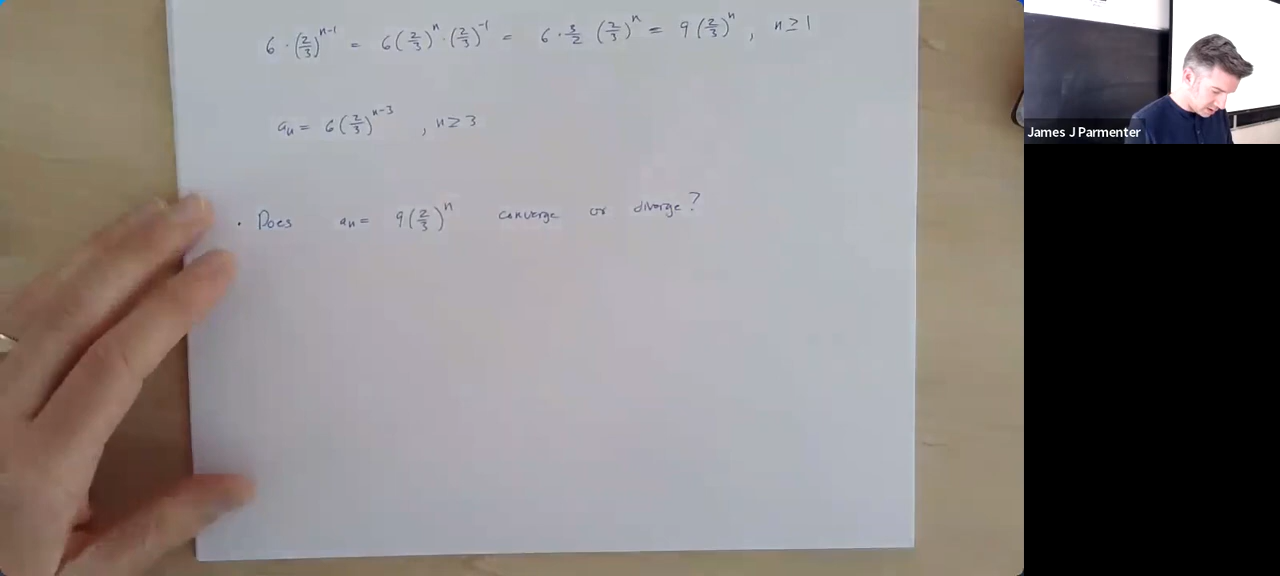 6 · (2/3)^{n-1} = 6(2/3)^n · (2/3)^{-1} = 6 · 3/2 (2/3)^n = 9(2/3)^n , n ≥ 1
a_n = 6(2/3)^{n-3} , n ≥ 3
· Does a_n = 9(2/3)^n converge or diverge?
James J Parmenter